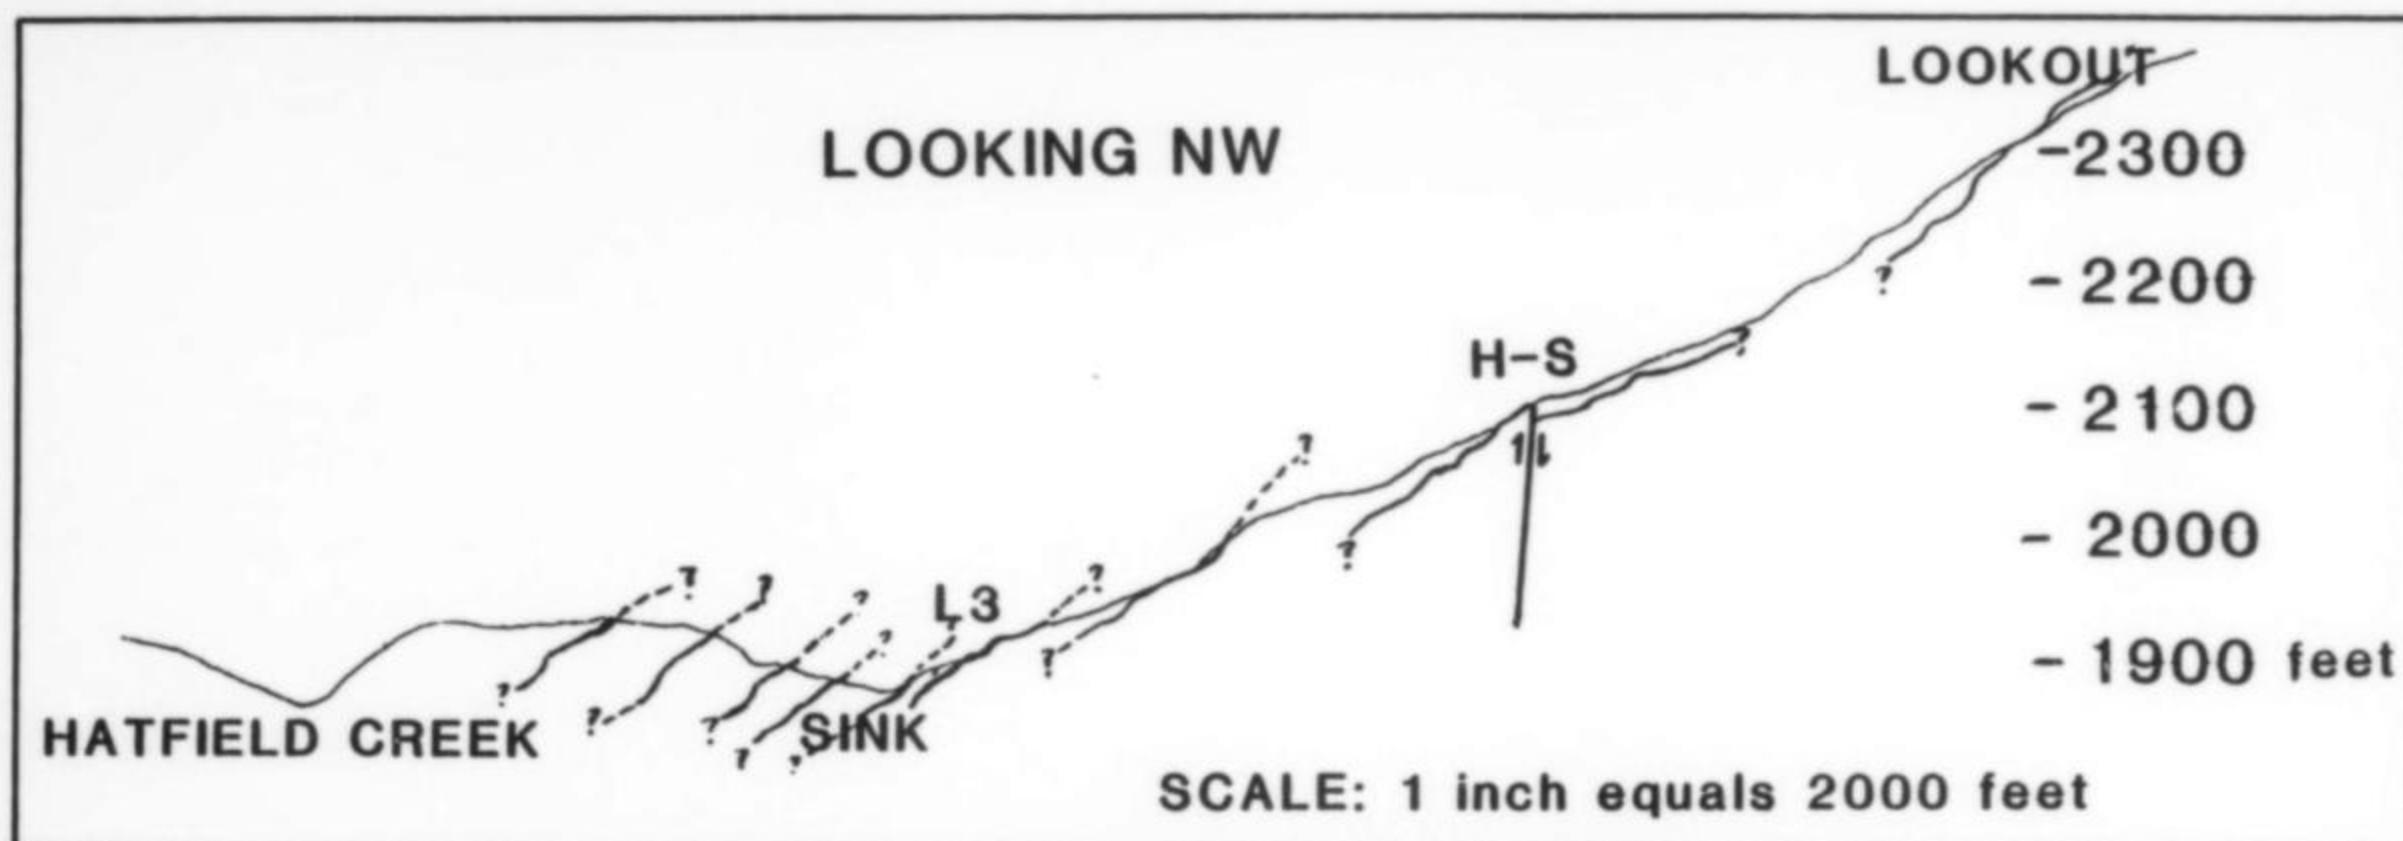 LOOKOUT
LOOKING NW
-2300
- 2200
?
H-S
?
- 2100
?
- 2000
?
? ? ? L3 ?
?
?
- 1900 feet
? ? ? SINK
HATFIELD CREEK
? ?
SCALE: 1 inch equals 2000 feet